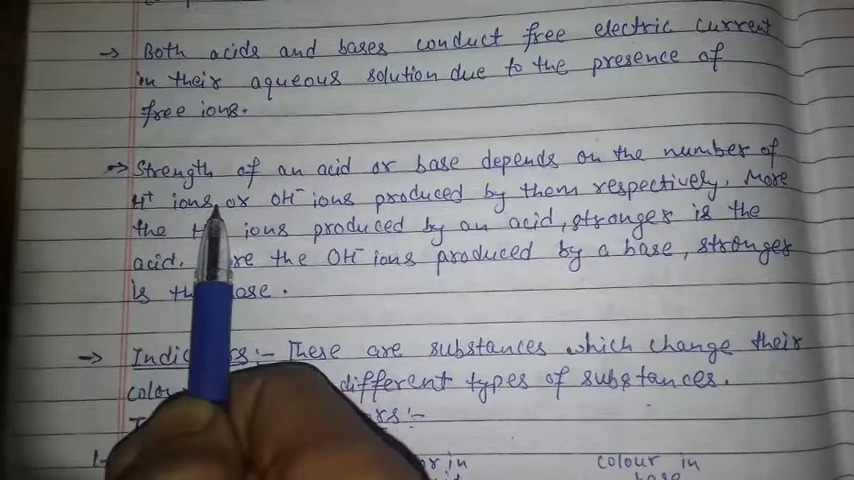 → Both acids and bases conduct free electric current
in their aqueous solution due to the presence of
free ions.
→ Strength of an acid or base depends on the number of
H⁺ ions or OH⁻ ions produced by them respectively. More
the ions produced by an acid, stronger is the
acid. the OH⁻ ions produced by a base, stronger
is
→ :- These are substances which change their
different types of substances.
:-
1-
in colour in
base